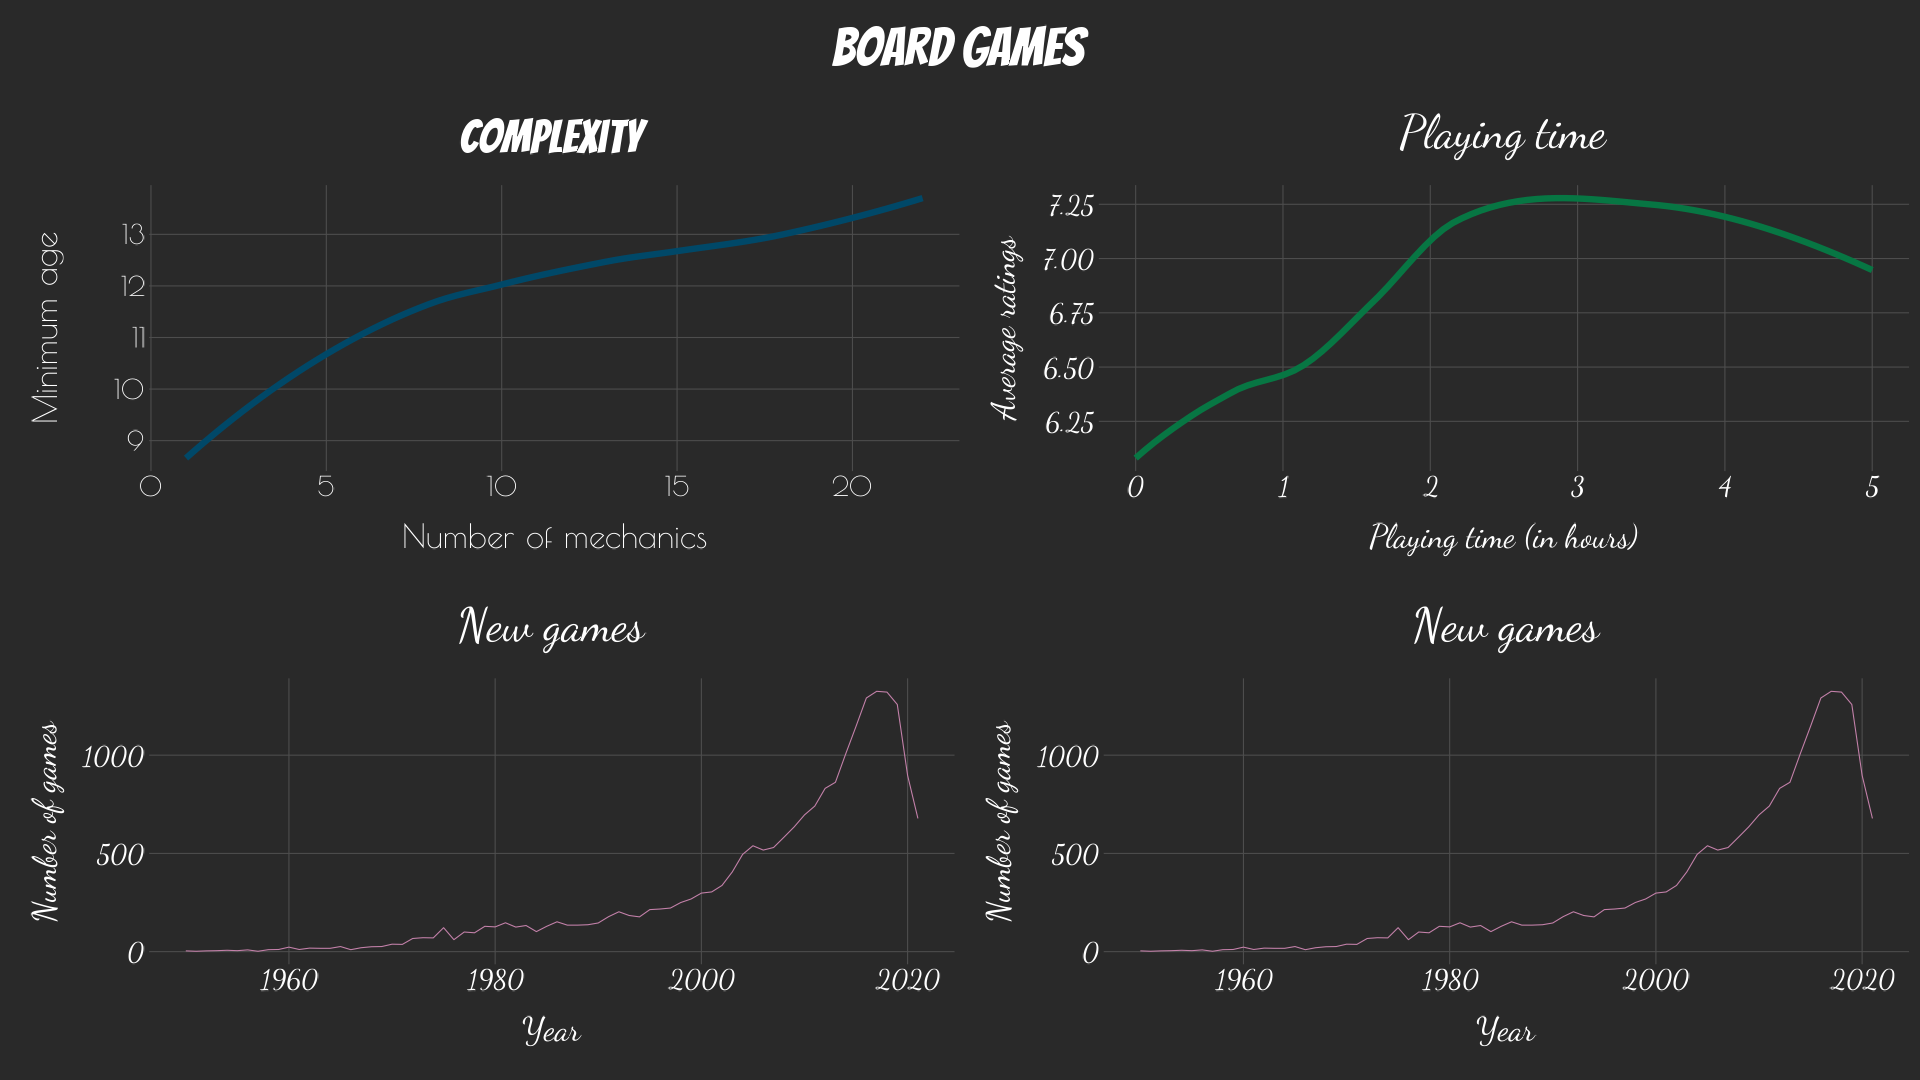 BOARD GAMES
COMPLEXITY
Minimum age
13
12
11
10
9
0 5 10 15 20
Number of mechanics
Playing time
Average ratings
7.25
7.00
6.75
6.50
6.25
0 1 2 3 4 5
Playing time (in hours)
New games
Number of games
1000
500
0
1960 1980 2000 2020
Year
New games
Number of games
1000
500
0
1960 1980 2000 2020
Year